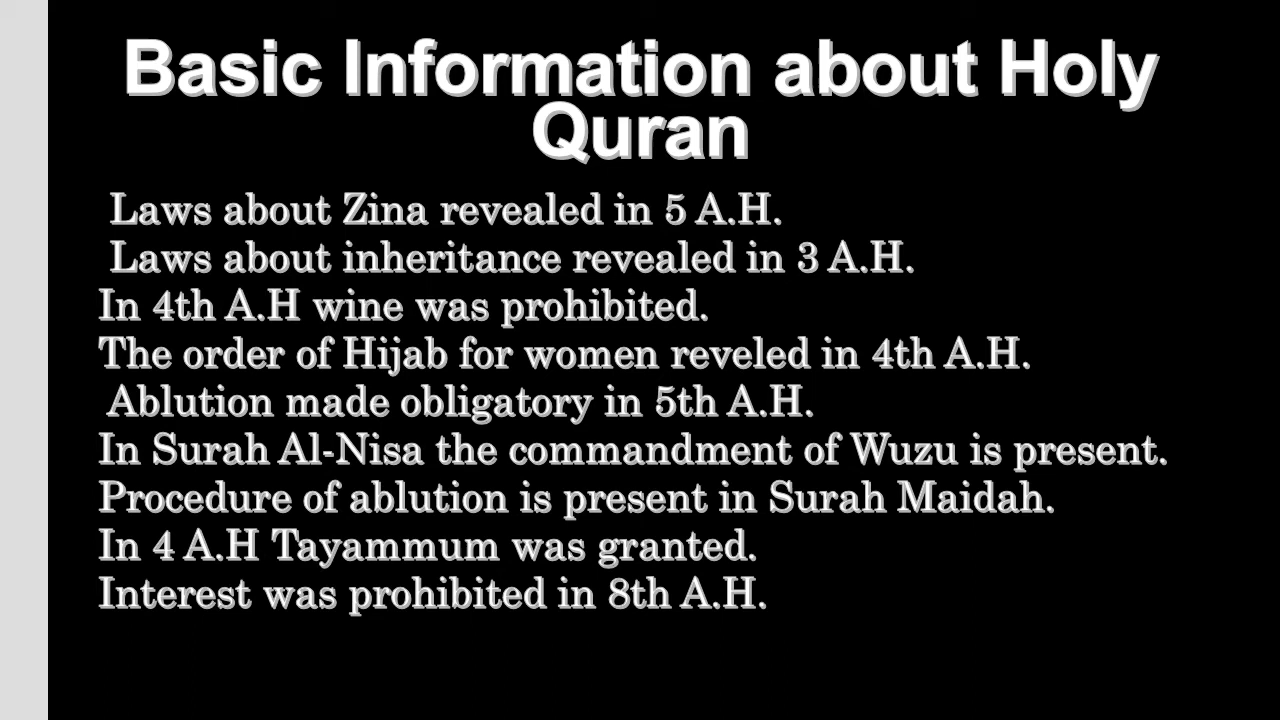 Basic Information about Holy
Quran
Laws about Zina revealed in 5 A.H.
Laws about inheritance revealed in 3 A.H.
In 4th A.H wine was prohibited.
The order of Hijab for women reveled in 4th A.H.
Ablution made obligatory in 5th A.H.
In Surah Al-Nisa the commandment of Wuzu is present.
Procedure of ablution is present in Surah Maidah.
In 4 A.H Tayammum was granted.
Interest was prohibited in 8th A.H.